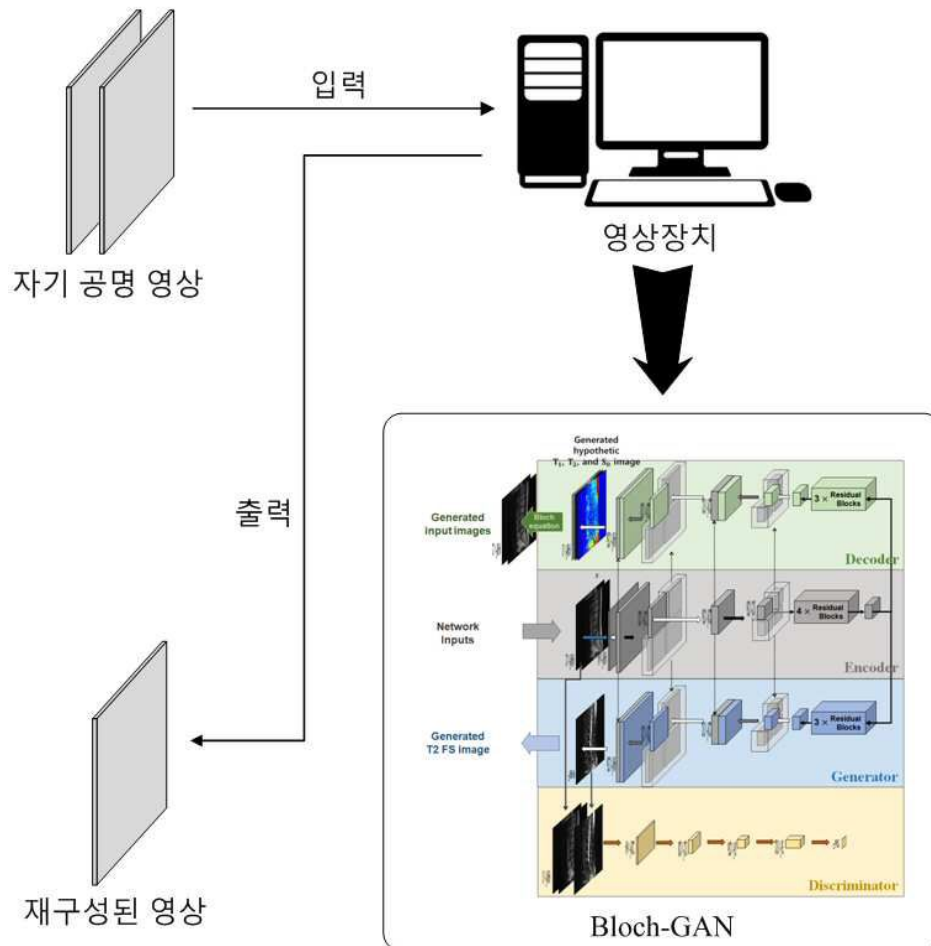 입력
자기 공명 영상
영상장치
출력
재구성된 영상
Generated
hypothetic
T₁, T₂, and S₀ image
Generated
input images
Bloch
equation
3 × Residual
Blocks
Decoder
Network
Inputs
4 × Residual
Blocks
Encoder
Generated
T2 FS image
3 × Residual
Blocks
Generator
Discriminator
Bloch-GAN